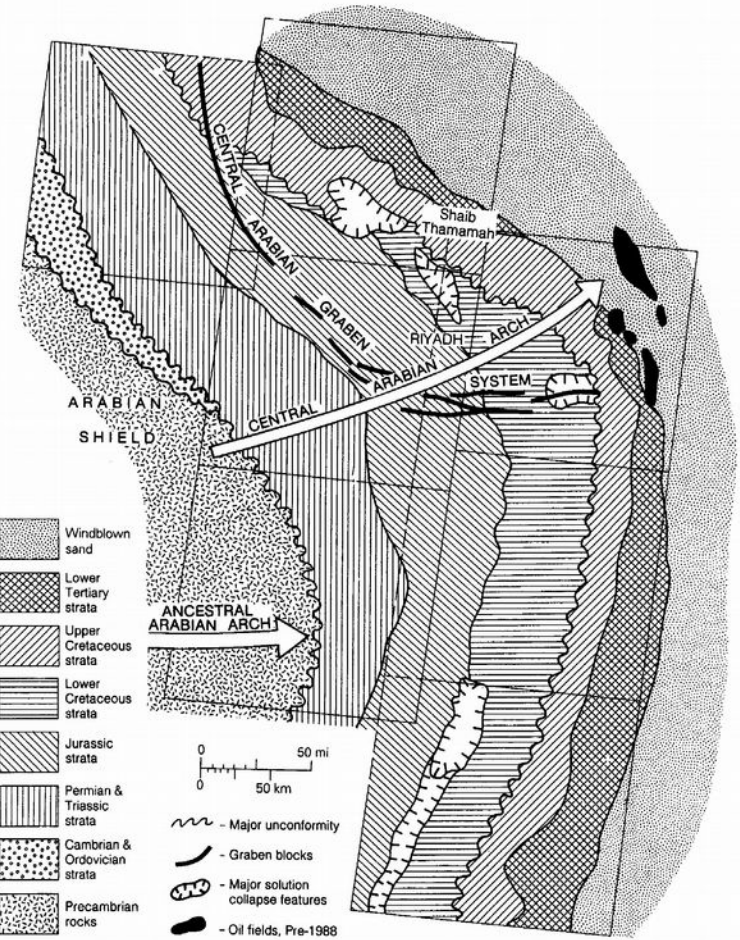 CENTRAL
ARABIAN
GRABEN
SYSTEM
Shaib
Thamamah
RIYADH
CENTRAL ARABIAN ARCH
ARABIAN
SHIELD
ANCESTRAL
ARABIAN ARCH
Windblown
sand
Lower
Tertiary
strata
Upper
Cretaceous
strata
Lower
Cretaceous
strata
Jurassic
strata
Permian &
Triassic
strata
Cambrian &
Ordovician
strata
Precambrian
rocks
0 50 mi
0 50 km
- Major unconformity
- Graben blocks
- Major solution
collapse features
- Oil fields, Pre-1988